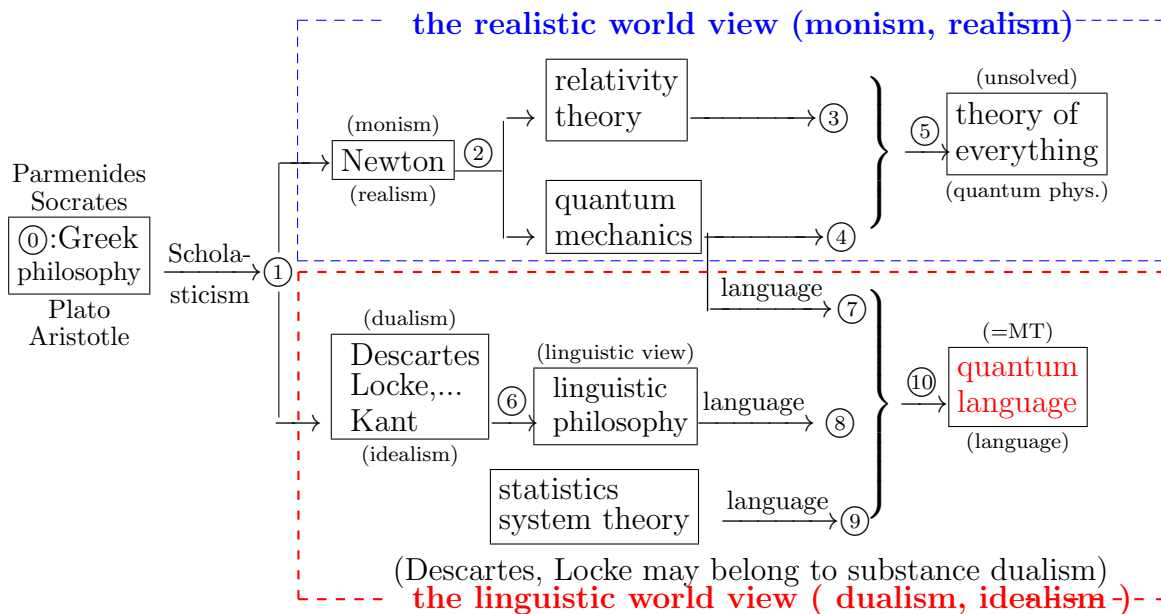 the realistic world view (monism, realism)
relativity
theory
③
(unsolved)
theory of
everything
(quantum phys.)
⑤
(monism)
Newton
(realism)
②
quantum
mechanics
④
Parmenides
Socrates
⓪:Greek
philosophy
Plato
Aristotle
Schola-
sticism
①
language
⑦
(dualism)
Descartes
Locke,...
Kant
(idealism)
⑥
(linguistic view)
linguistic
philosophy
language
⑧
(=MT)
quantum
language
(language)
⑩
statistics
system theory
language
⑨
(Descartes, Locke may belong to substance dualism)
the linguistic world view ( dualism, idealism )